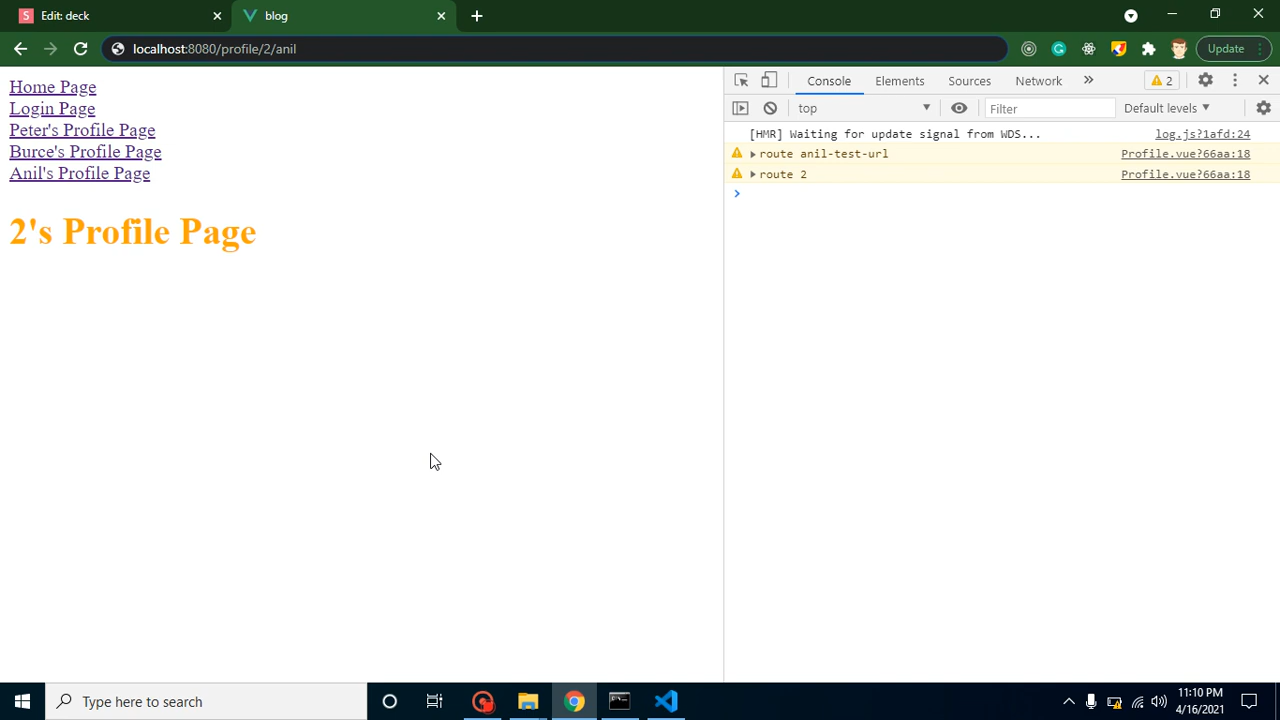 Edit: deck
blog
localhost:8080/profile/2/anil
Update
Home Page
Login Page
Peter's Profile Page
Burce's Profile Page
Anil's Profile Page
2's Profile Page
Console
Elements
Sources
Network
2
top
Filter
Default levels
[HMR] Waiting for update signal from WDS... log.js?1afd:24
route anil-test-url Profile.vue?66aa:18
route 2 Profile.vue?66aa:18
Type here to search
11:10 PM
4/16/2021